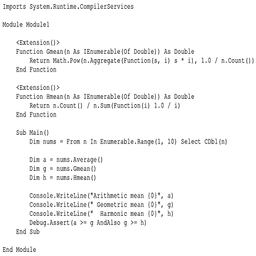 Imports System.Runtime.CompilerServices

Module Module1

    <Extension()>
    Function Gmean(n As IEnumerable(Of Double)) As Double
        Return Math.Pow(n.Aggregate(Function(s, i) s * i), 1.0 / n.Count())
    End Function

    <Extension()>
    Function Hmean(n As IEnumerable(Of Double)) As Double
        Return n.Count() / n.Sum(Function(i) 1.0 / i)
    End Function

    Sub Main()
        Dim nums = From n In Enumerable.Range(1, 10) Select CDbl(n)

        Dim a = nums.Average()
        Dim g = nums.Gmean()
        Dim h = nums.Hmean()

        Console.WriteLine("Arithmetic mean {0}", a)
        Console.WriteLine(" Geometric mean {0}", g)
        Console.WriteLine("  Harmonic mean {0}", h)
        Debug.Assert(a >= g AndAlso g >= h)
    End Sub

End Module